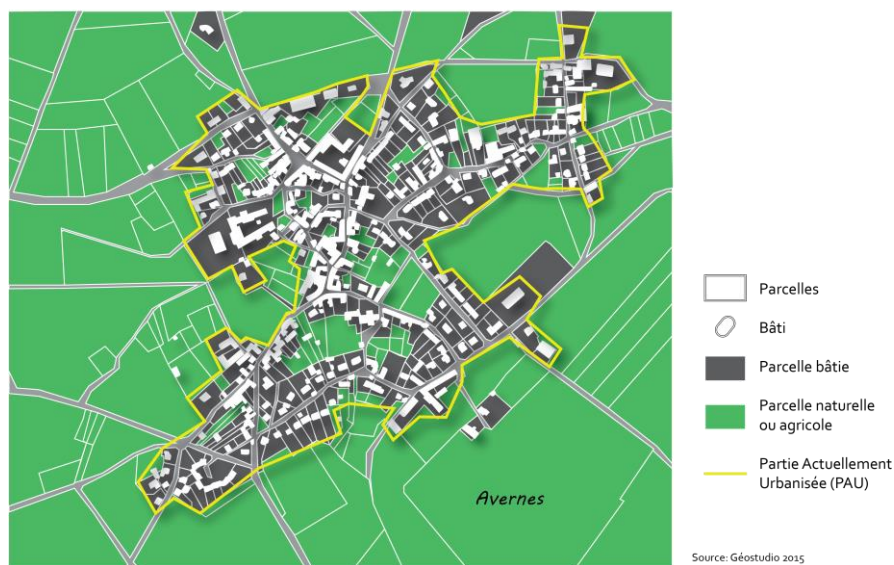 Parcelles
Bâti
Parcelle bâtie
Parcelle naturelle
ou agricole
Partie Actuellement
Urbanisée (PAU)
Avernes
Source: Géostudio 2015